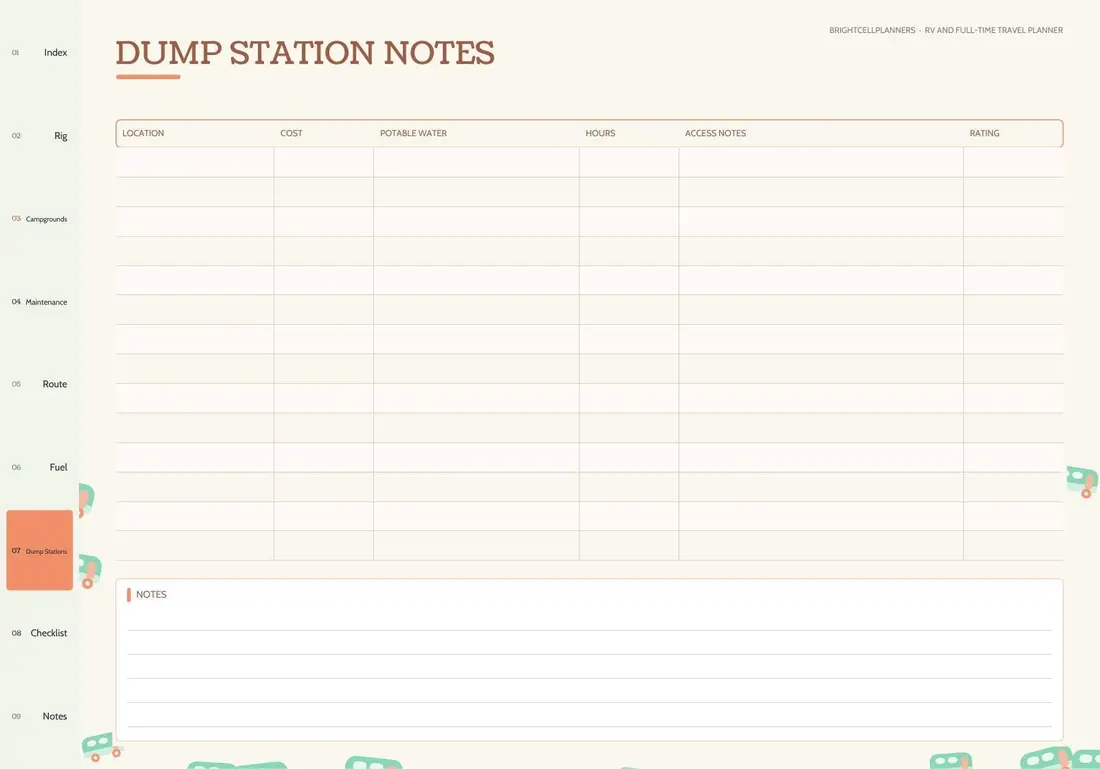 BRIGHTCELLPLANNERS · RV AND FULL-TIME TRAVEL PLANNER
DUMP STATION NOTES
01 Index
02 Rig
03 Campgrounds
04 Maintenance
05 Route
06 Fuel
07 Dump Stations
08 Checklist
09 Notes
LOCATION COST POTABLE WATER HOURS ACCESS NOTES RATING
NOTES